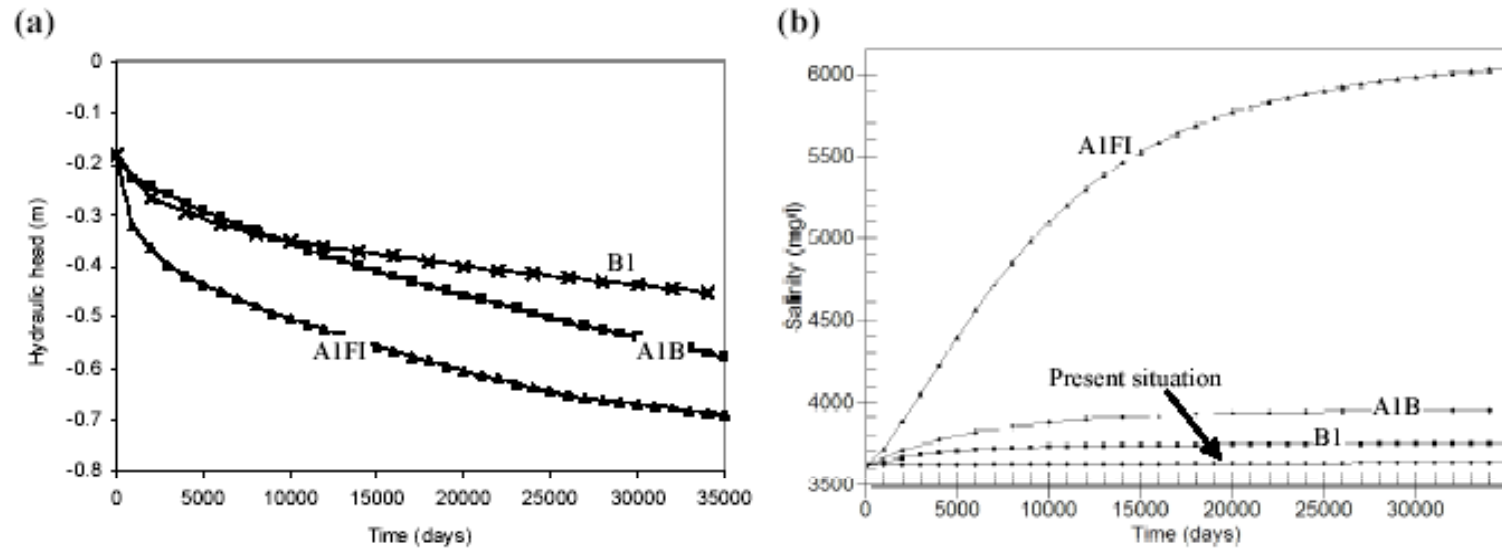 (a)
0
-0.1
-0.2
-0.3
-0.4
-0.5
-0.6
-0.7
-0.8
Hydraulic head (m)
B1
A1B
A1FI
0 5000 10000 15000 20000 25000 30000 35000
Time (days)
(b)
6000
5500
5000
4500
4000
3500
Salinity (mg/l)
A1FI
Present situation
A1B
B1
0 5000 10000 15000 20000 25000 30000
Time (days)